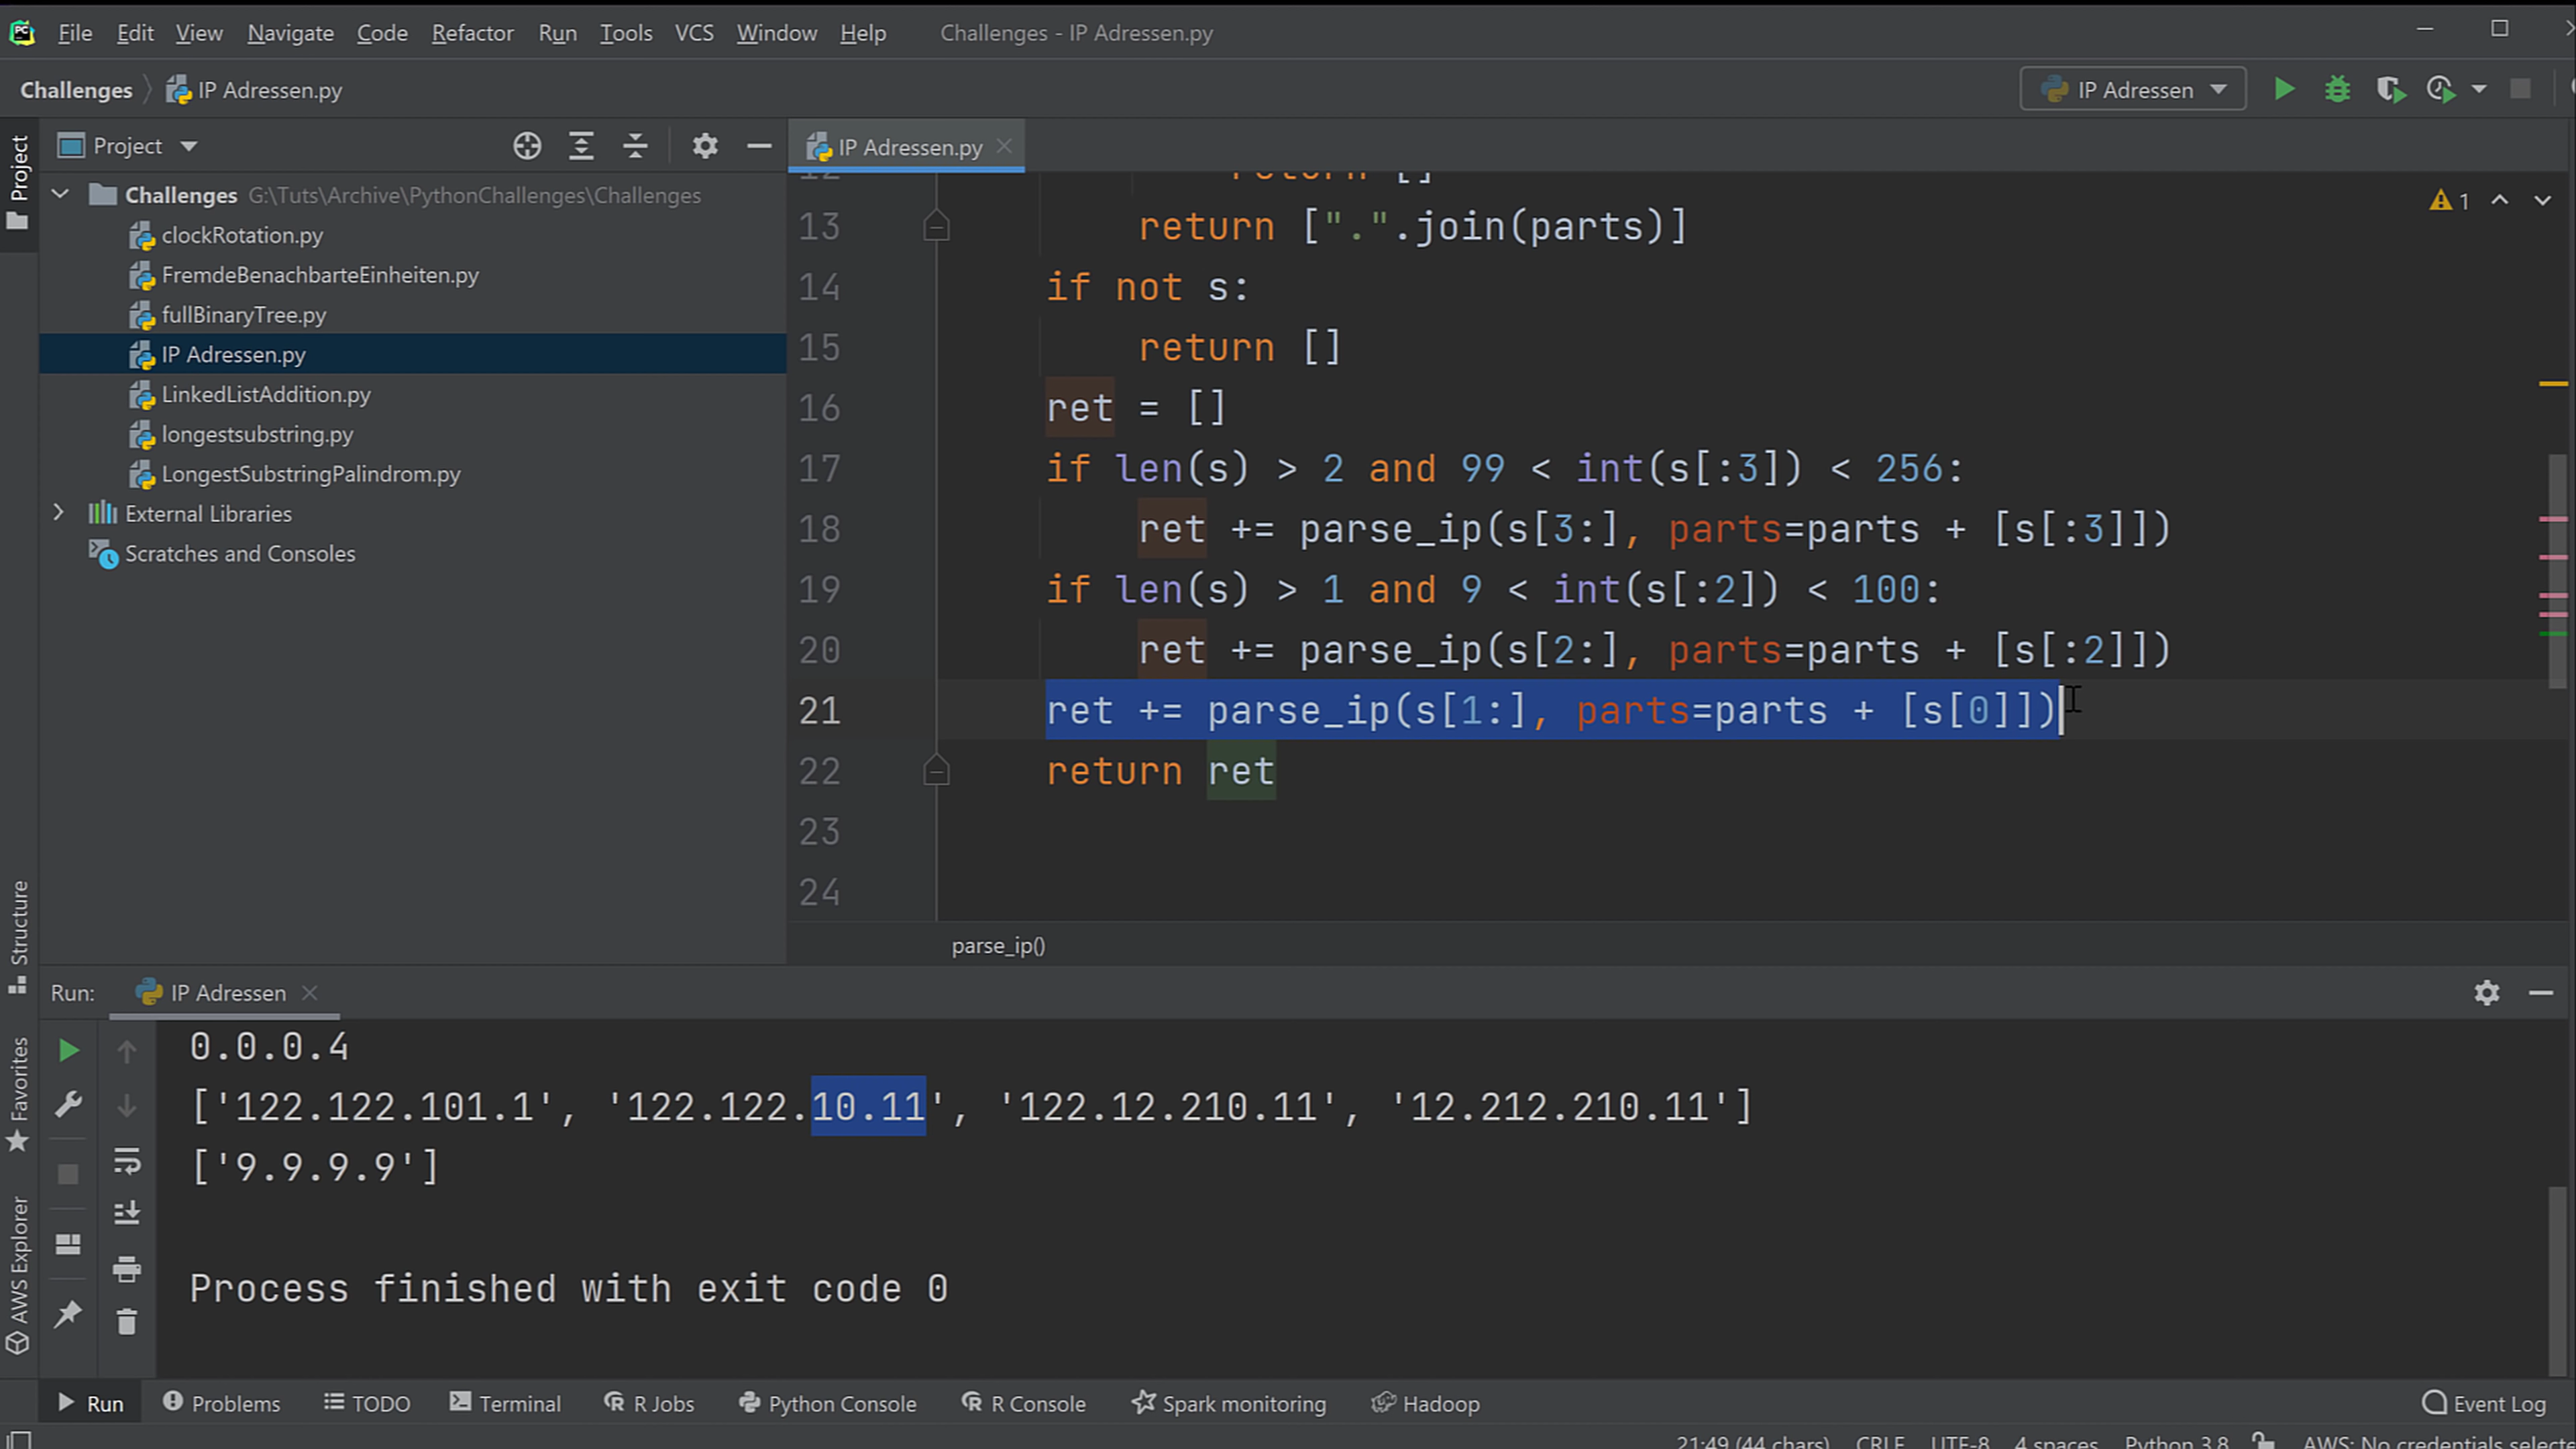 File Edit View Navigate Code Refactor Run Tools VCS Window Help Challenges - IP Adressen.py
Challenges IP Adressen.py IP Adressen
Project
Project
IP Adressen.py
Challenges G:\Tuts\Archive\PythonChallenges\Challenges
clockRotation.py
FremdeBenachbarteEinheiten.py
fullBinaryTree.py
IP Adressen.py
LinkedListAddition.py
longestsubstring.py
LongestSubstringPalindrom.py
External Libraries
Scratches and Consoles
12 return []
13 return [".".join(parts)]
14 if not s:
15 return []
16 ret = []
17 if len(s) > 2 and 99 < int(s[:3]) < 256:
18 ret += parse_ip(s[3:], parts=parts + [s[:3]])
19 if len(s) > 1 and 9 < int(s[:2]) < 100:
20 ret += parse_ip(s[2:], parts=parts + [s[:2]])
21 ret += parse_ip(s[1:], parts=parts + [s[0]])
22 return ret
23
24
1
parse_ip()
Structure
Favorites
AWS Explorer
Run: IP Adressen
0.0.0.4
['122.122.101.1', '122.122.10.11', '122.12.210.11', '12.212.210.11']
['9.9.9.9']
Process finished with exit code 0
Run Problems TODO Terminal R Jobs Python Console R Console Spark monitoring Hadoop Event Log
21:49 (44 chars) CRLF UTF-8 4 spaces Python 3.8 AWS: No credentials